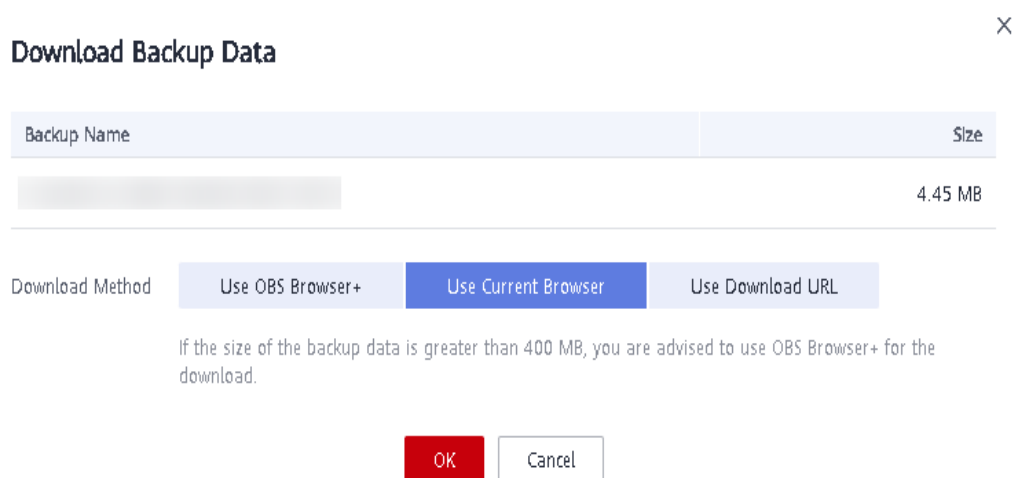 Download Backup Data
Backup Name Size
4.45 MB
Download Method Use OBS Browser+ Use Current Browser Use Download URL
If the size of the backup data is greater than 400 MB, you are advised to use OBS Browser+ for the
download.
OK Cancel